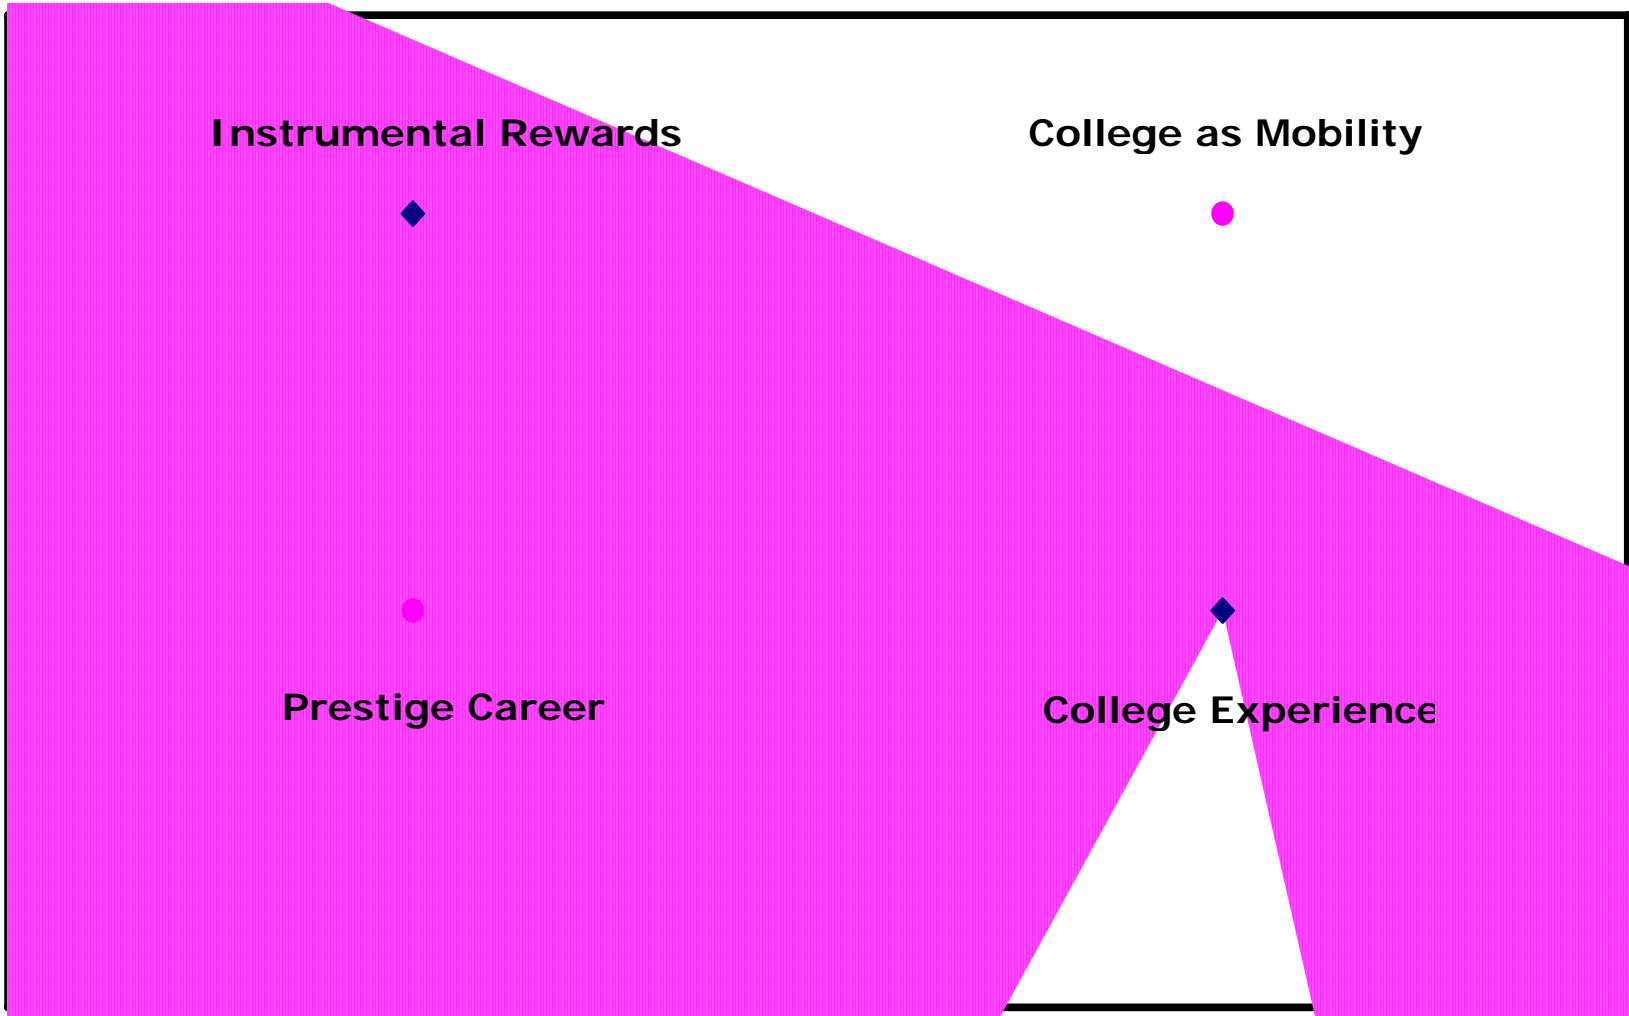 Instrumental Rewards
College as Mobility
Prestige Career
College Experience